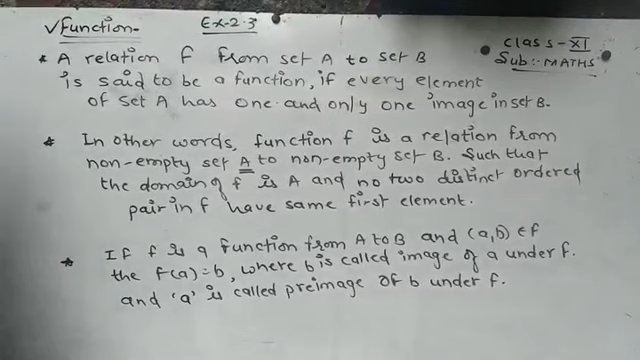 √ Function- Ex-2.3
Class-XI
Sub:- MATHS
* A relation f from set A to set B
is said to be a function, if every element
of set A has one and only one image in set B.
* In other words, function f is a relation from
non-empty set A to non-empty set B. Such that
the domain of f is A and no two distinct ordered
pair in f have same first element.
* If f is a function from A to B and (a,b) ∈ f
the f(a)=b, where b is called image of a under f.
and 'a' is called preimage of b under f.